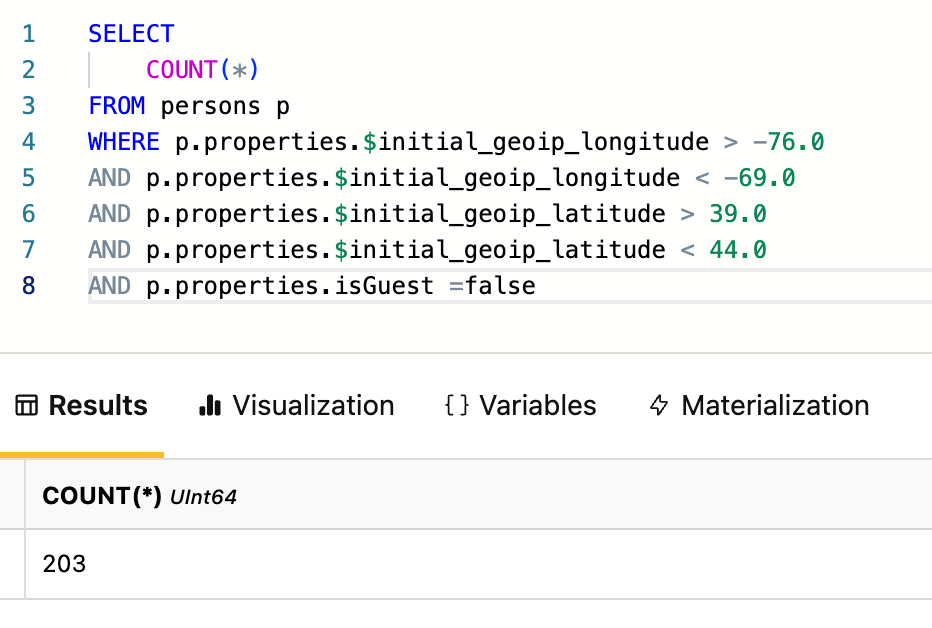 1 SELECT
2 COUNT(*)
3 FROM persons p
4 WHERE p.properties.$initial_geoip_longitude > -76.0
5 AND p.properties.$initial_geoip_longitude < -69.0
6 AND p.properties.$initial_geoip_latitude > 39.0
7 AND p.properties.$initial_geoip_latitude < 44.0
8 AND p.properties.isGuest =false
Results Visualization {} Variables Materialization
COUNT(*) UInt64
203